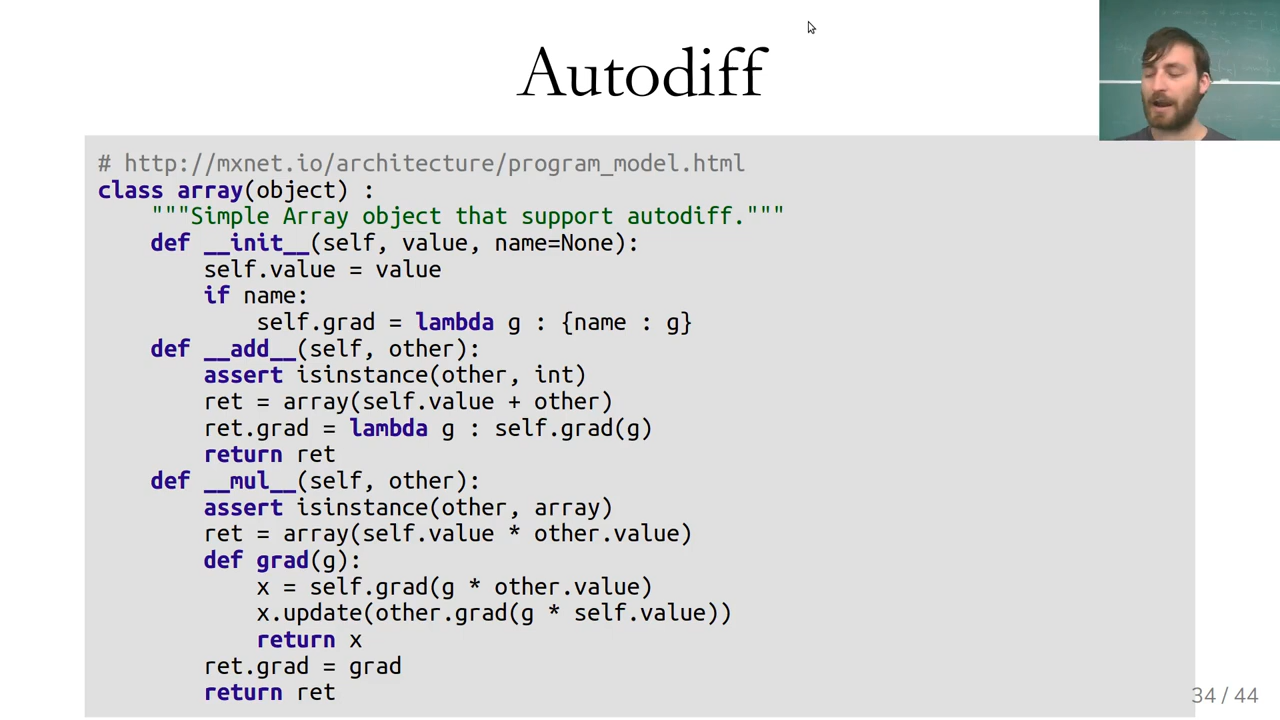 Autodiff
# http://mxnet.io/architecture/program_model.html
class array(object) :
    """Simple Array object that support autodiff."""
    def __init__(self, value, name=None):
        self.value = value
        if name:
            self.grad = lambda g : {name : g}
    def __add__(self, other):
        assert isinstance(other, int)
        ret = array(self.value + other)
        ret.grad = lambda g : self.grad(g)
        return ret
    def __mul__(self, other):
        assert isinstance(other, array)
        ret = array(self.value * other.value)
        def grad(g):
            x = self.grad(g * other.value)
            x.update(other.grad(g * self.value))
            return x
        ret.grad = grad
        return ret
34 / 44